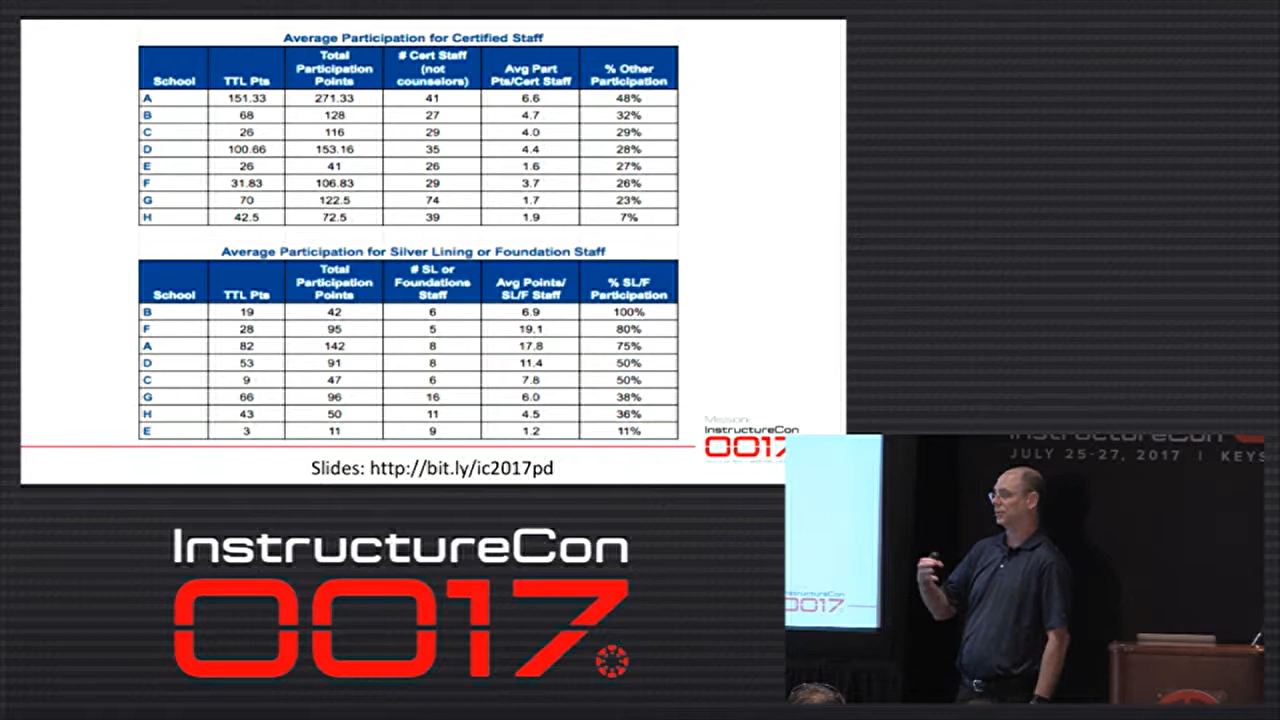 Average Participation for Certified Staff
School TTL Pts Total Participation Points # Cert Staff (not counselors) Avg Part Pts/Cert Staff % Other Participation
A 151.33 271.33 41 6.6 48%
B 68 128 27 4.7 32%
C 26 116 29 4.0 29%
D 100.66 153.16 35 4.4 28%
E 26 41 26 1.6 27%
F 31.83 106.83 29 3.7 26%
G 70 122.5 74 1.7 23%
H 42.5 72.5 39 1.9 7%
Average Participation for Silver Lining or Foundation Staff
School TTL Pts Total Participation Points # SL or Foundations Staff Avg Points/ SL/F Staff % SL/F Participation
B 19 42 6 6.9 100%
F 28 95 5 19.1 80%
A 82 142 8 17.8 75%
D 53 91 8 11.4 50%
C 9 47 6 7.8 50%
G 66 96 16 6.0 38%
H 43 50 11 4.5 36%
E 3 11 9 1.2 11%
Mission:
InstructureCon
0017
Slides: http://bit.ly/ic2017pd
InstructureCon
0017
InstructureCon
JULY 25-27, 2017 | KEYS
InstructureCon
0017